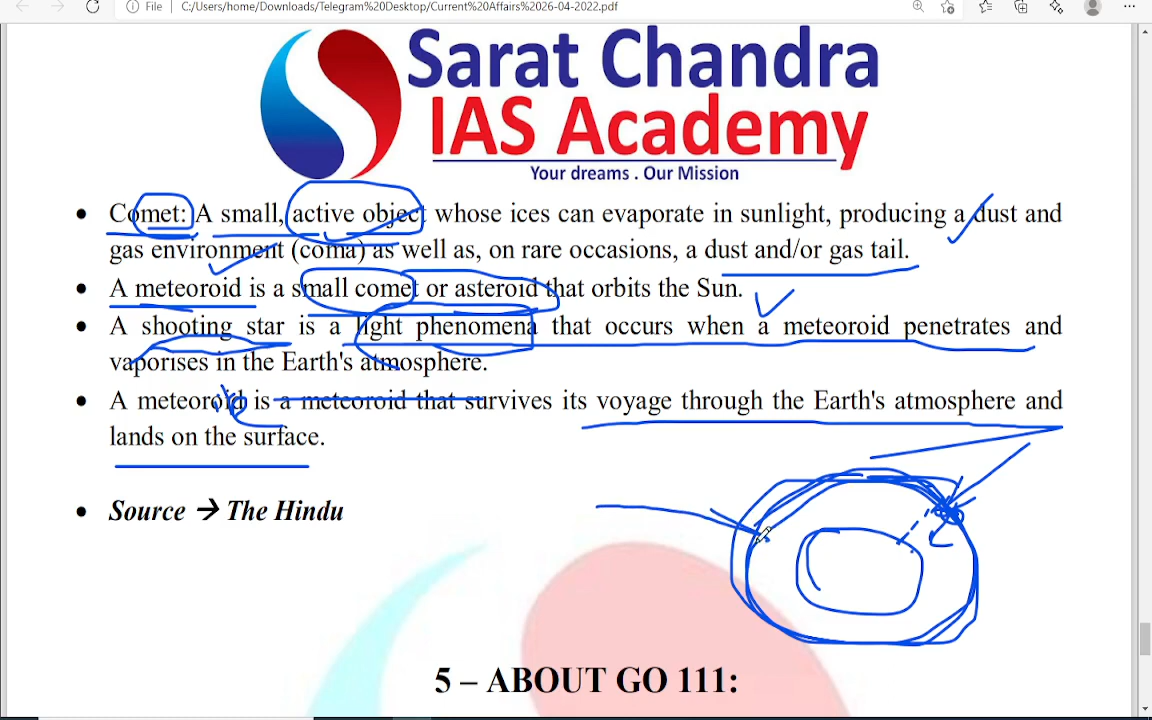 File
C:/Users/home/Downloads/Telegram%20Desktop/Current%20Affairs%2026-04-2022.pdf
Sarat Chandra
IAS Academy
Your dreams . Our Mission
• Comet: A small, active object whose ices can evaporate in sunlight, producing a dust and
gas environment (coma) as well as, on rare occasions, a dust and/or gas tail.
• A meteoroid is a small comet or asteroid that orbits the Sun.
• A shooting star is a light phenomena that occurs when a meteoroid penetrates and
vaporises in the Earth's atmosphere.
• A meteoroid is a meteoroid that survives its voyage through the Earth's atmosphere and
lands on the surface.
• Source → The Hindu
5 – ABOUT GO 111: